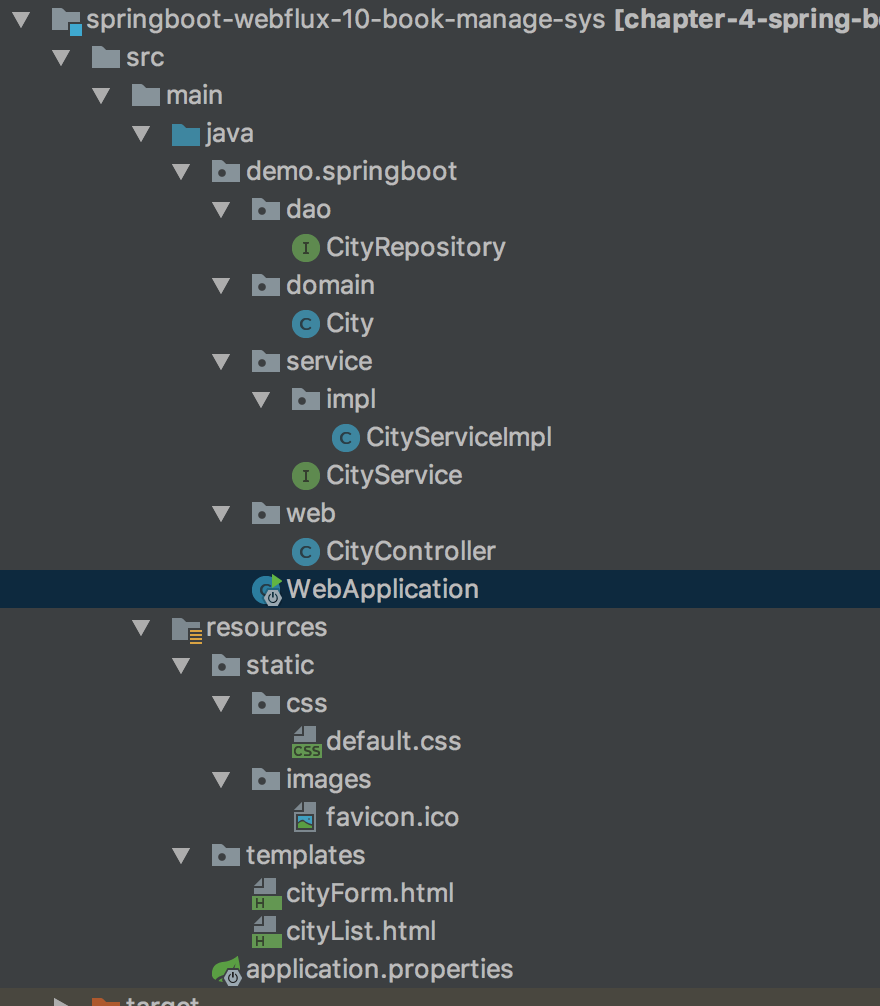 springboot-webflux-10-book-manage-sys [chapter-4-spring-b
src
main
java
demo.springboot
dao
I CityRepository
domain
C City
service
impl
C CityServiceImpl
I CityService
web
C CityController
C WebApplication
resources
static
css
CSS default.css
images
favicon.ico
templates
H cityForm.html
H cityList.html
application.properties
target